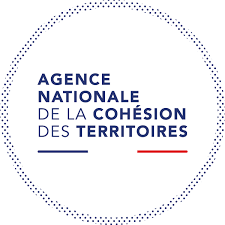 AGENCE
NATIONALE
DE LA COHÉSION
DES TERRITOIRES